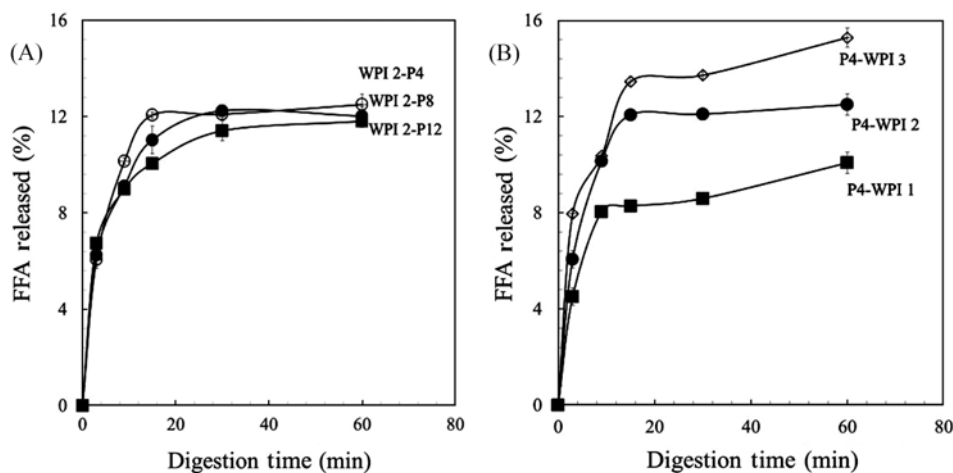 (A)
FFA released (%)
16
12
8
4
0
WPI 2-P4
WPI 2-P8
WPI 2-P12
0 20 40 60 80
Digestion time (min)
(B)
FFA released (%)
16
12
8
4
0
P4-WPI 3
P4-WPI 2
P4-WPI 1
0 20 40 60 80
Digestion time (min)